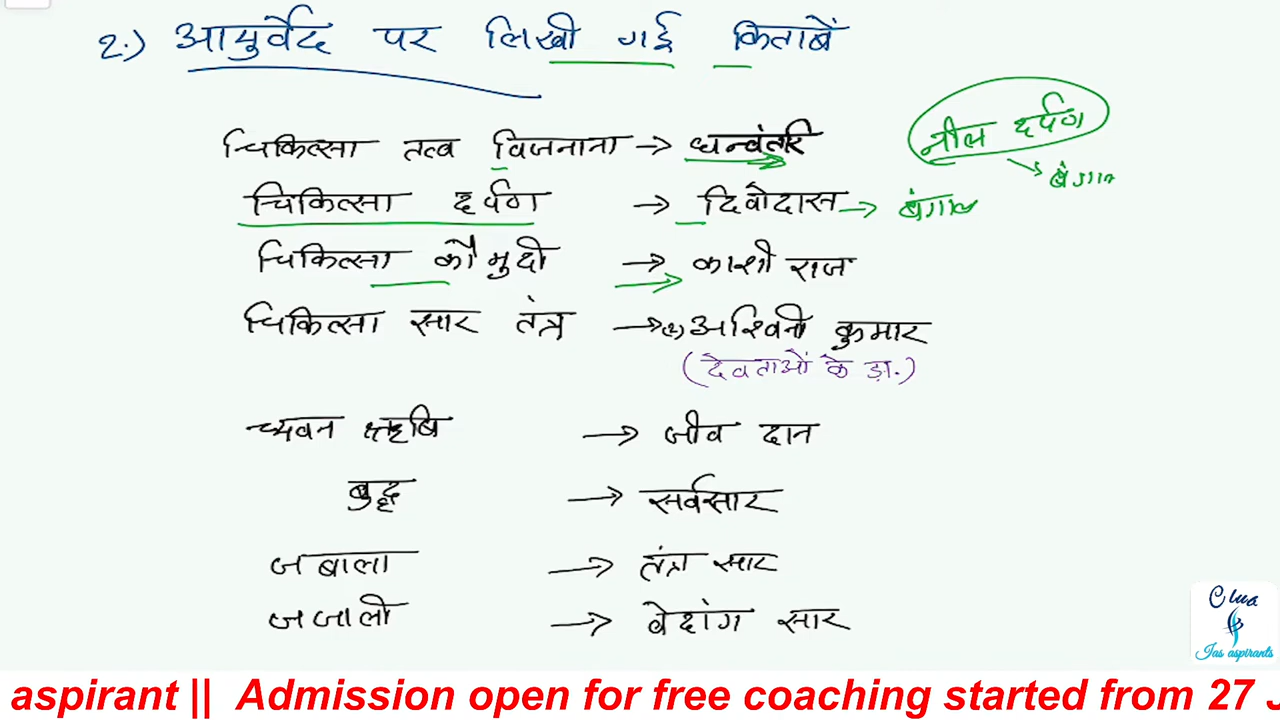 2.) आयुर्वेद पर लिखी गई किताबें
चिकित्सा तत्व विजनाना → धन्वंतरि
नील दर्पण
→ बंगाल
चिकित्सा दर्पण → दिवोदास → बंगाल
चिकित्सा कौमुदी → काशी राज
चिकित्सा सार तंत्र → अश्विनी कुमार
(देवताओं के डा.)
च्यवन ऋषि → जीव दान
बुद्ध → सर्वसार
जबाला → तंत्रा सार
जजाली → वेदांग सार
Ias aspirants
aspirant || Admission open for free coaching started from 27 J